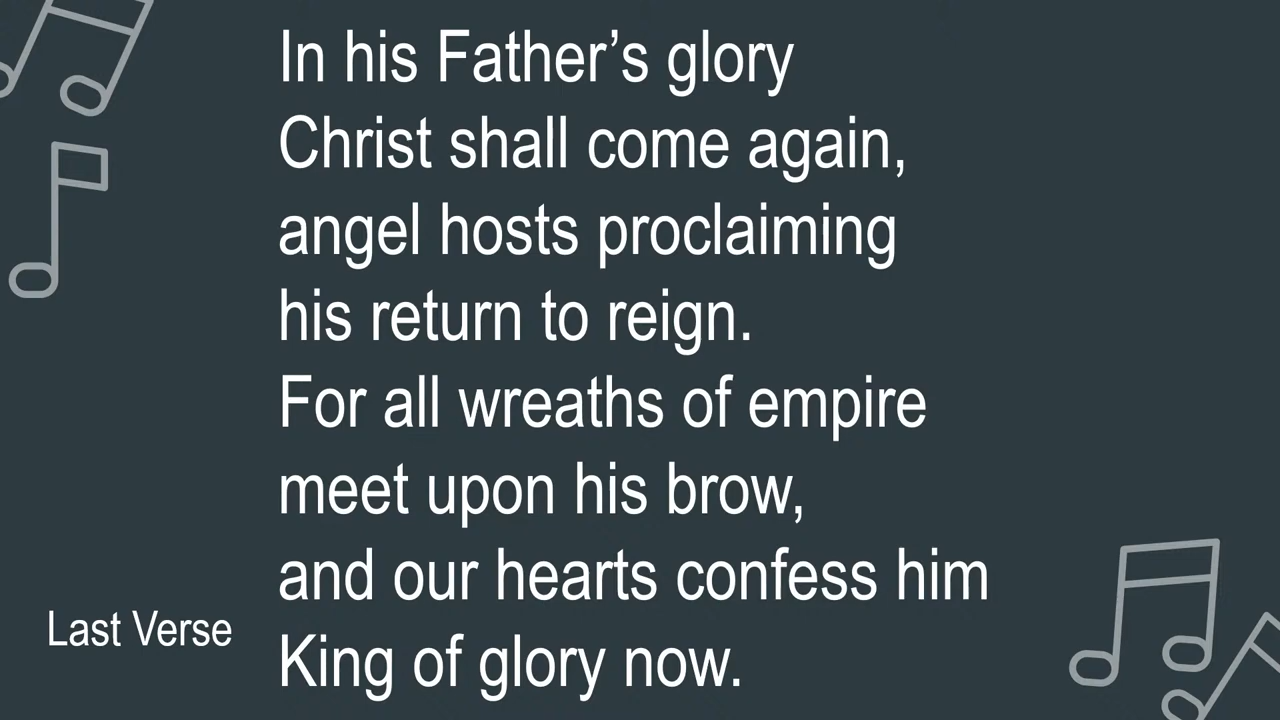 In his Father’s glory
Christ shall come again,
angel hosts proclaiming
his return to reign.
For all wreaths of empire
meet upon his brow,
and our hearts confess him
King of glory now.
Last Verse